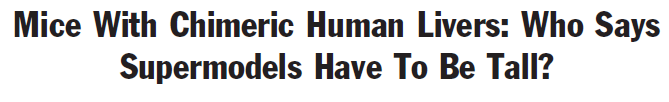 Mice With Chimeric Human Livers: Who Says
Supermodels Have To Be Tall?